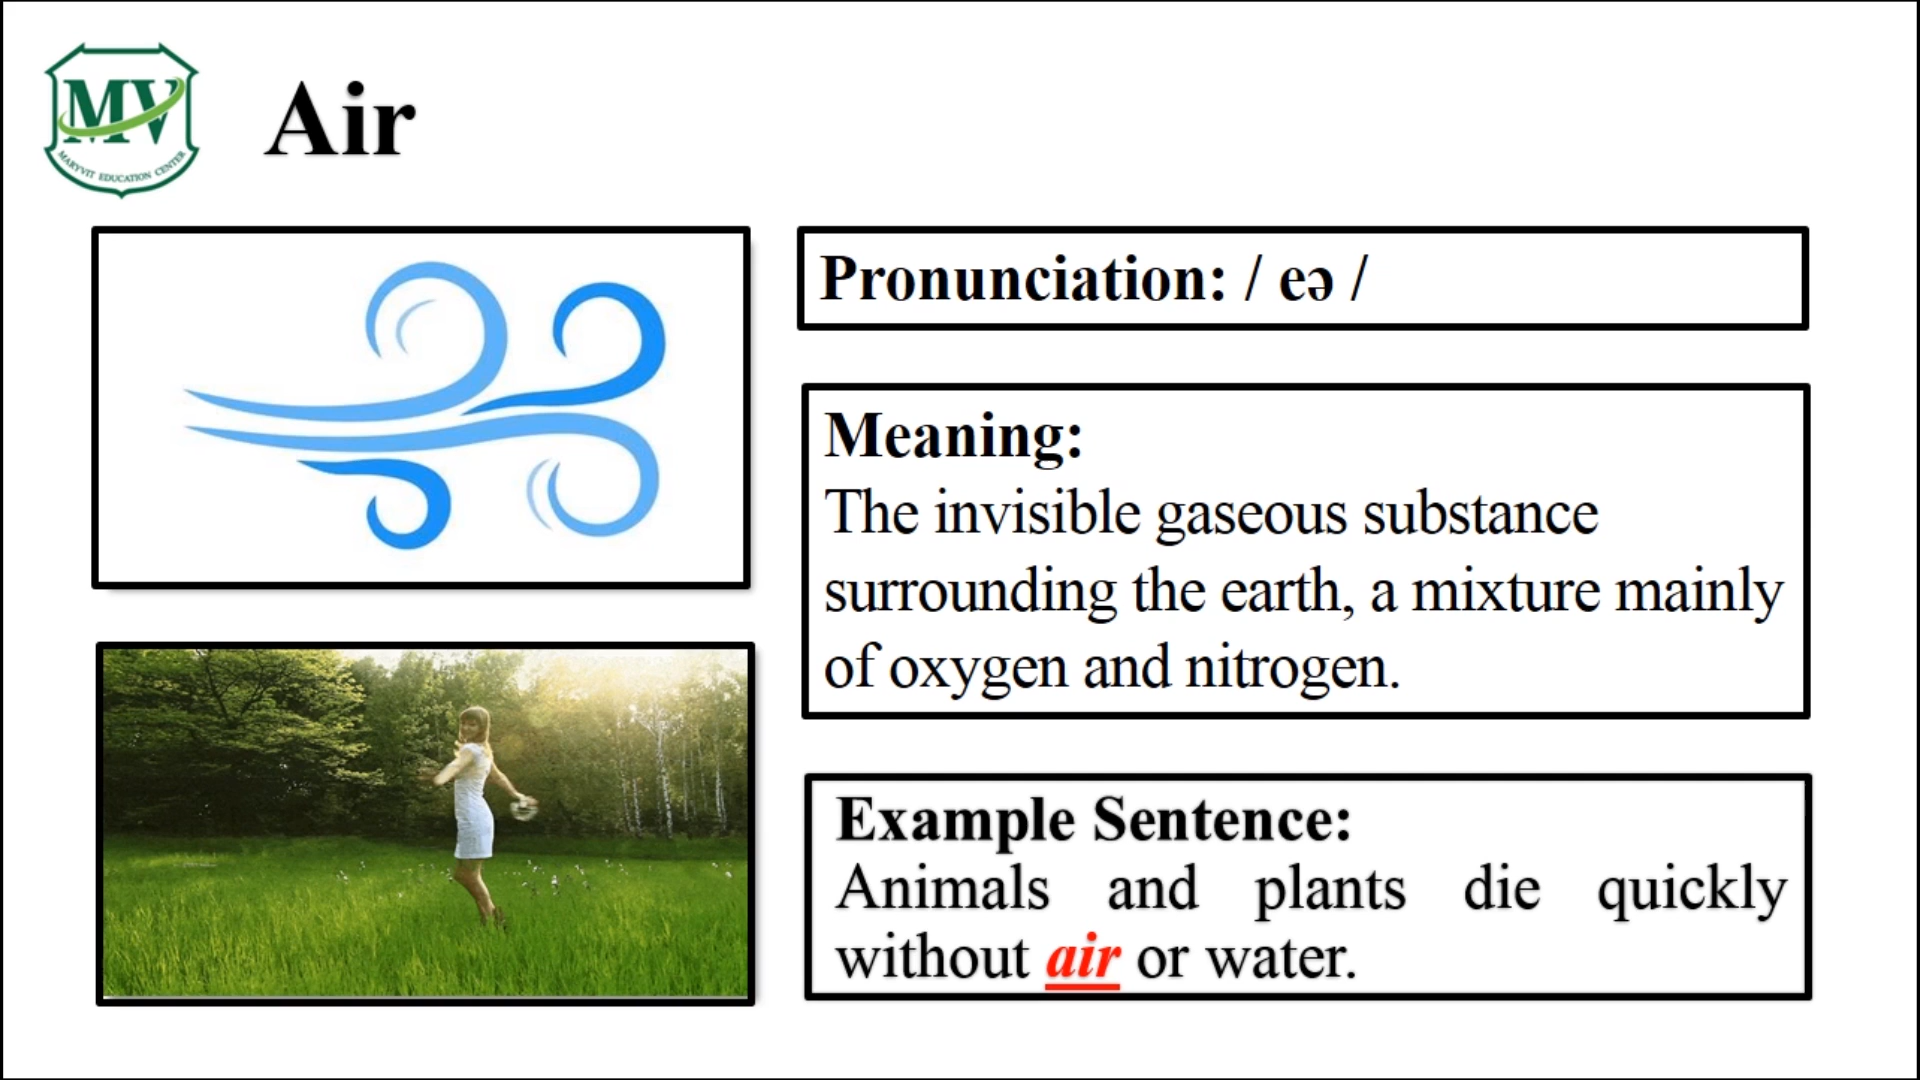 MV
MARYVIT EDUCATION CENTER
Air
Pronunciation: / eə /
Meaning:
The invisible gaseous substance
surrounding the earth, a mixture mainly
of oxygen and nitrogen.
Example Sentence:
Animals and plants die quickly
without air or water.